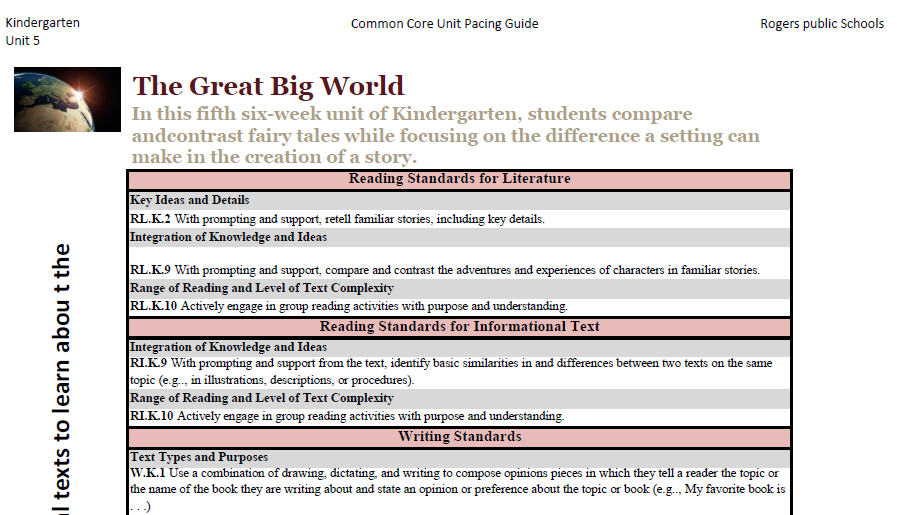 Kindergarten
Common Core Unit Pacing Guide
Rogers public Schools
Unit 5
The Great Big World
In this fifth six-week unit of Kindergarten, students compare
andcontrast fairy tales while focusing on the difference a setting can
make in the creation of a story.
Reading Standards for Literature
Key Ideas and Details
RL.K.2 With prompting and support, retell familiar stories, including key details.
Integration of Knowledge and Ideas
RL.K.9 With prompting and support, compare and contrast the adventures and experiences of characters in familiar stories.
Range of Reading and Level of Text Complexity
RL.K.10 Actively engage in group reading activities with purpose and understanding.
Reading Standards for Informational Text
Integration of Knowledge and Ideas
RI.K.9 With prompting and support from the text, identify basic similarities in and differences between two texts on the same
topic (e.g.., in illustrations, descriptions, or procedures).
Range of Reading and Level of Text Complexity
RI.K.10 Actively engage in group reading activities with purpose and understanding.
Writing Standards
Text Types and Purposes
W.K.1 Use a combination of drawing, dictating, and writing to compose opinions pieces in which they tell a reader the topic or
the name of the book they are writing about and state an opinion or preference about the topic or book (e.g.., My favorite book is
. . .)
texts to learn abou t the